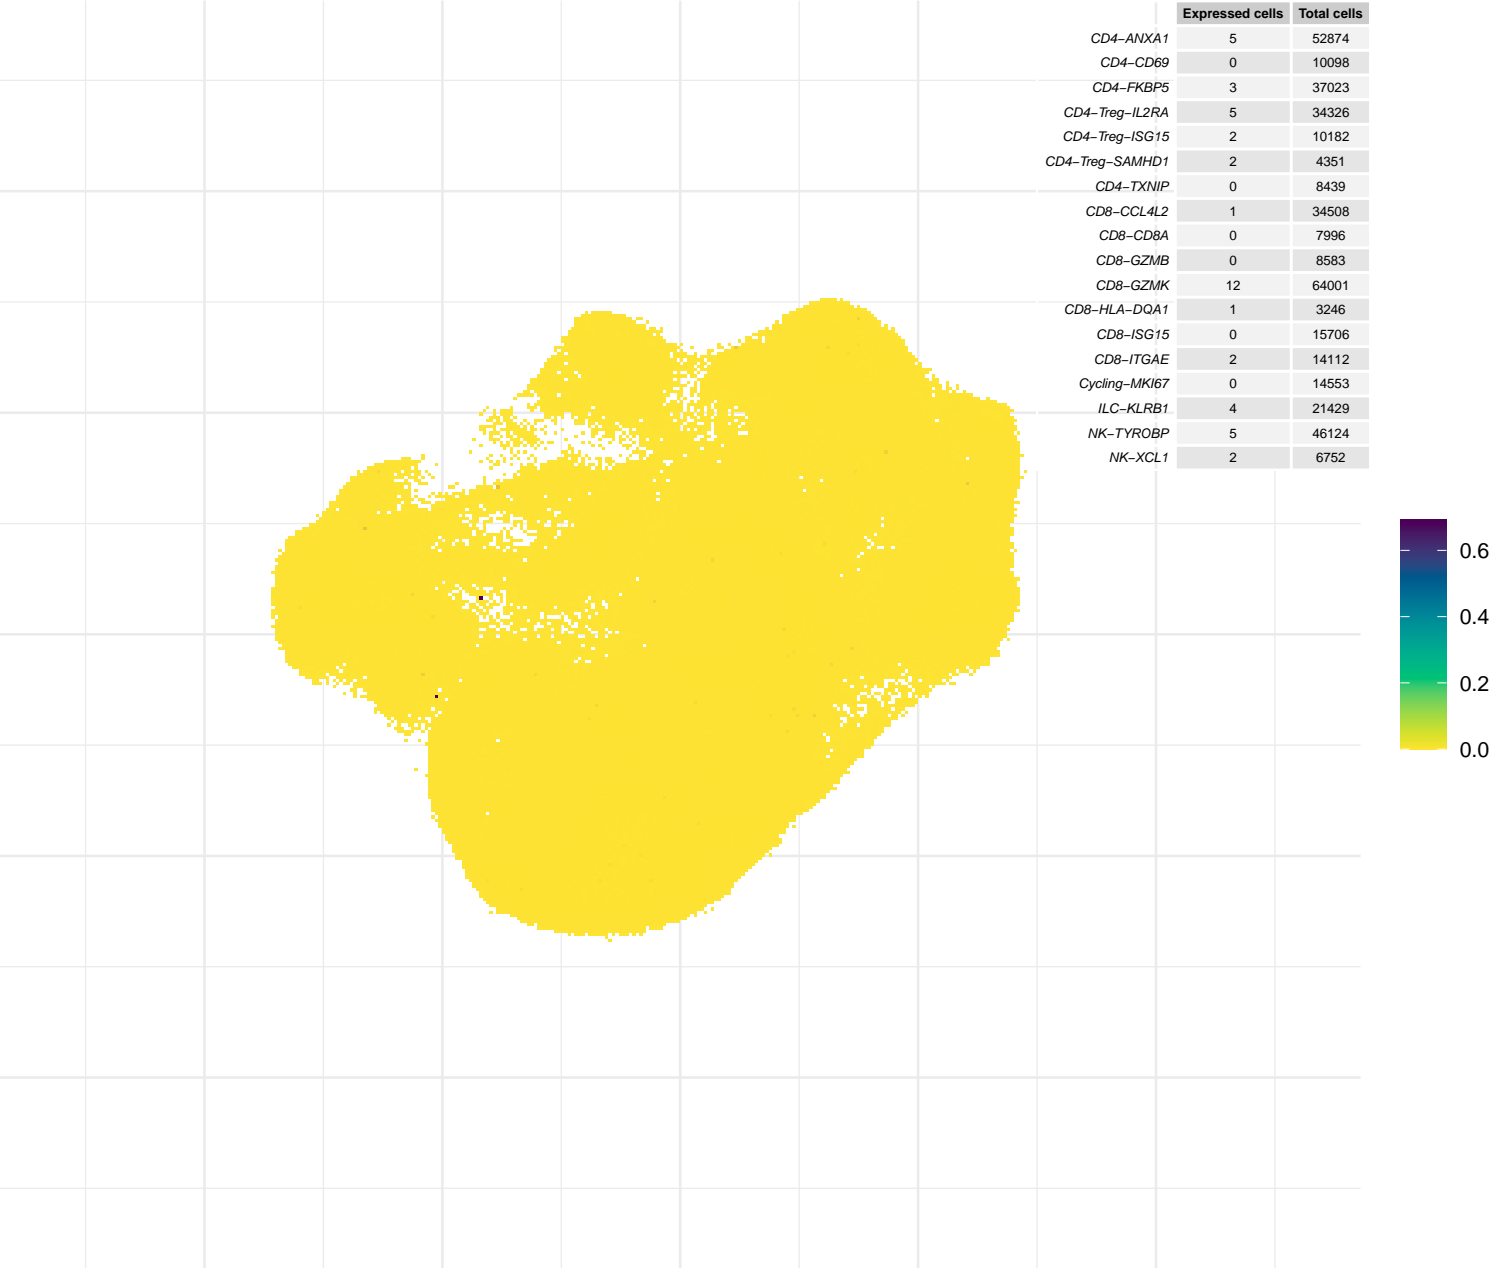 Expressed cells Total cells
CD4−ANXA1 5 52874
CD4−CD69 0 10098
CD4−FKBP5 3 37023
CD4−Treg−IL2RA 5 34326
CD4−Treg−ISG15 2 10182
CD4−Treg−SAMHD1 2 4351
CD4−TXNIP 0 8439
CD8−CCL4L2 1 34508
CD8−CD8A 0 7996
CD8−GZMB 0 8583
CD8−GZMK 12 64001
CD8−HLA−DQA1 1 3246
CD8−ISG15 0 15706
CD8−ITGAE 2 14112
Cycling−MKI67 0 14553
ILC−KLRB1 4 21429
NK−TYROBP 5 46124
NK−XCL1 2 6752
0.6
0.4
0.2
0.0